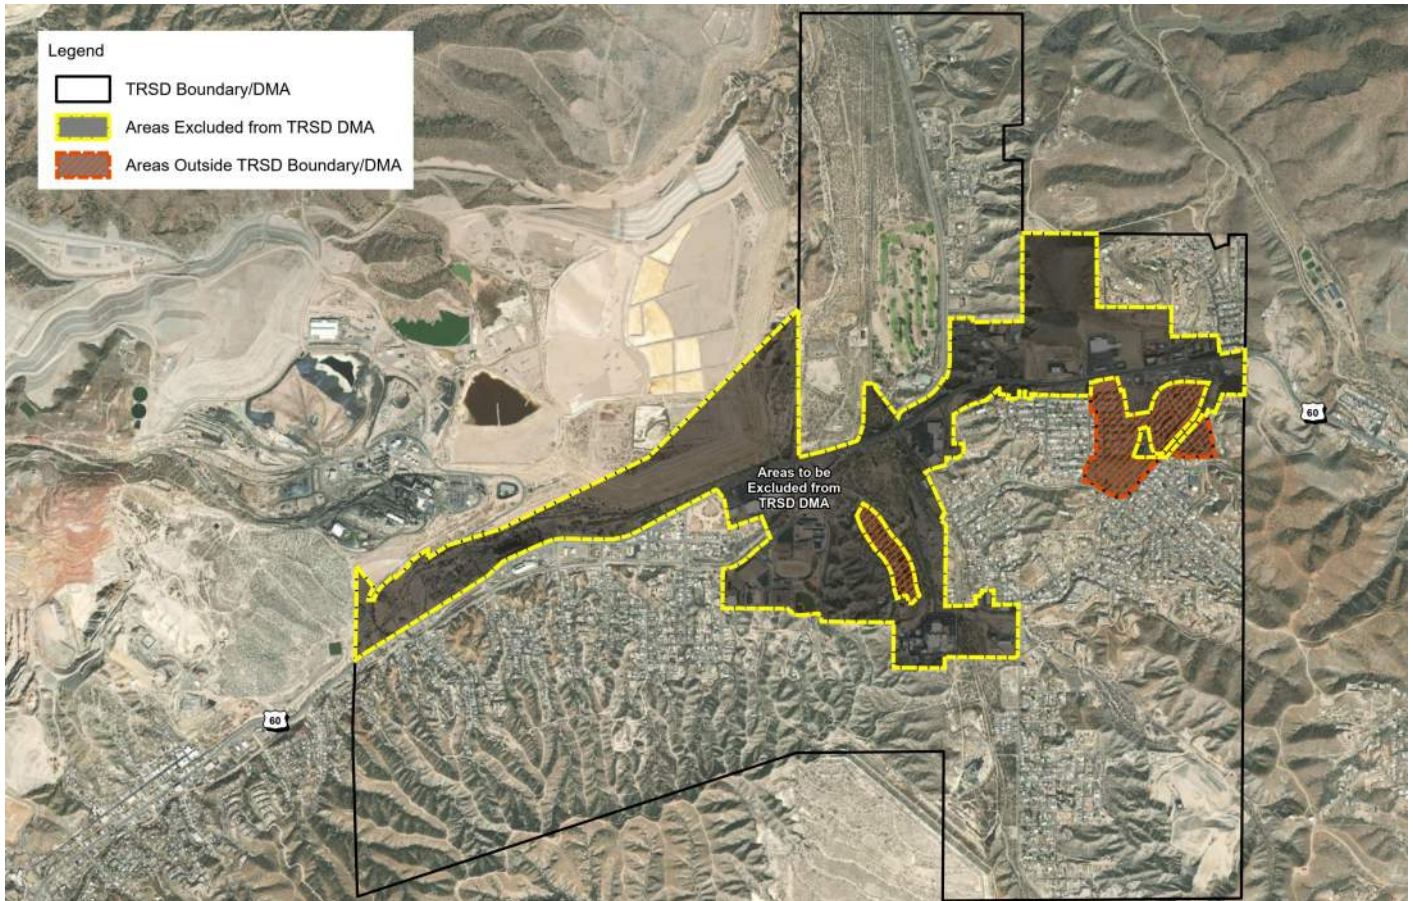 Legend
TRSD Boundary/DMA
Areas Excluded from TRSD DMA
Areas Outside TRSD Boundary/DMA
60
Areas to be
Excluded from
TRSD DMA
60